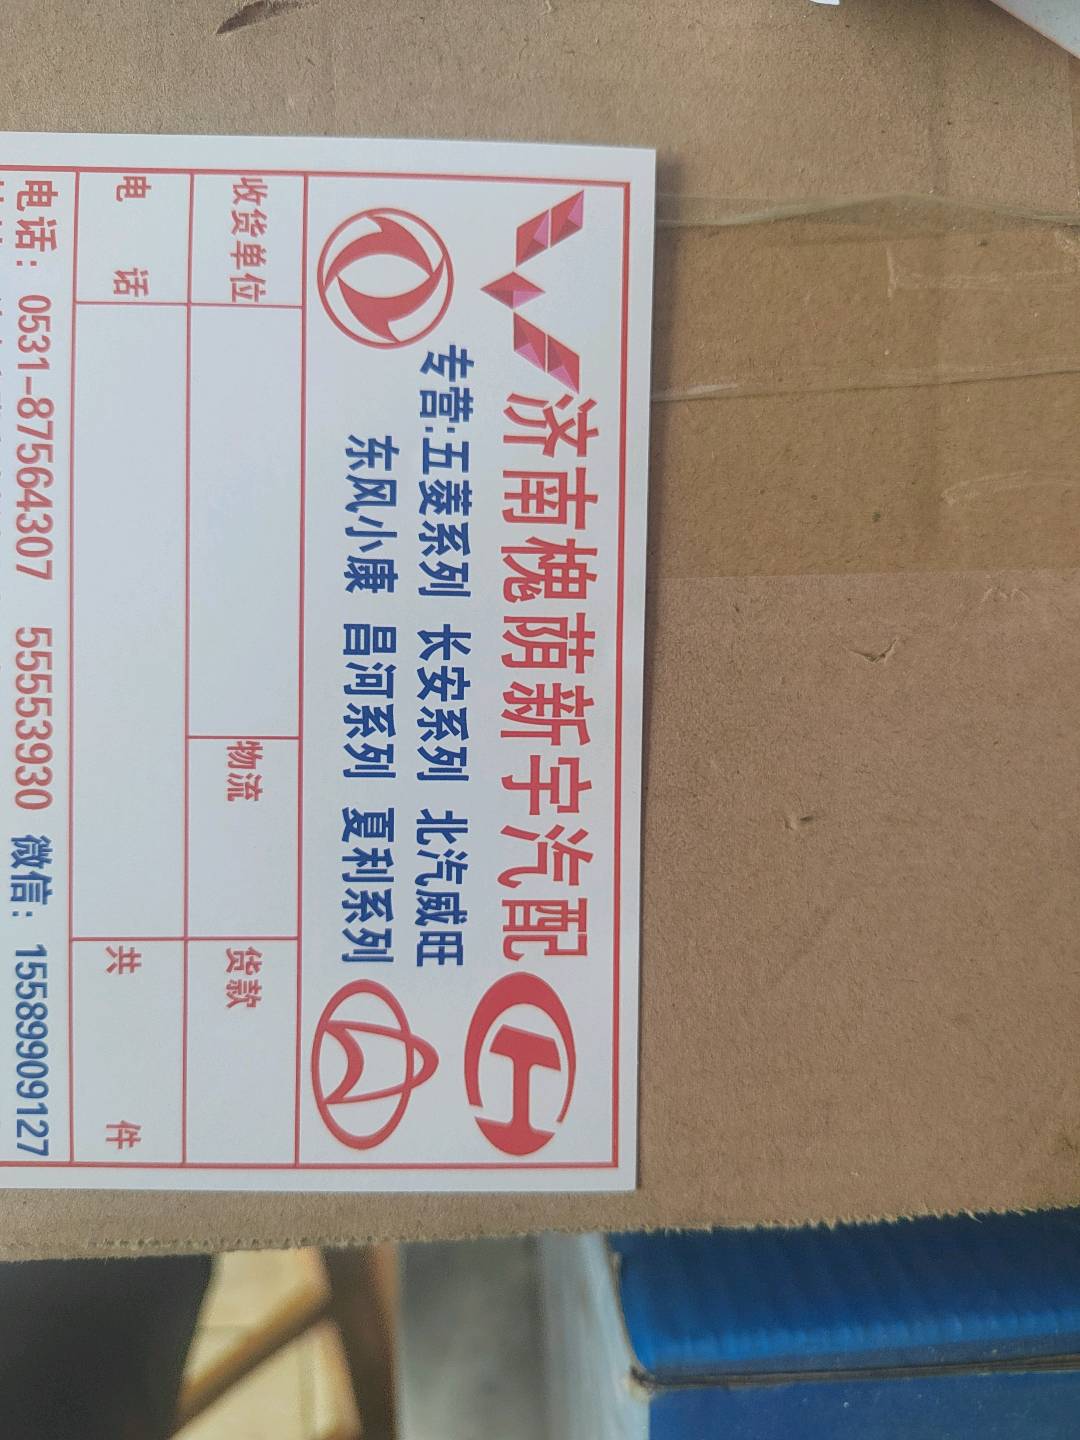 济南槐荫新宇汽配
专营:五菱系列 长安系列 北汽威旺
东风小康 昌河系列 夏利系列
收货单位 物流 货款
电 话 共 件
电话：0531-87564307 55553930 微信：15589909127